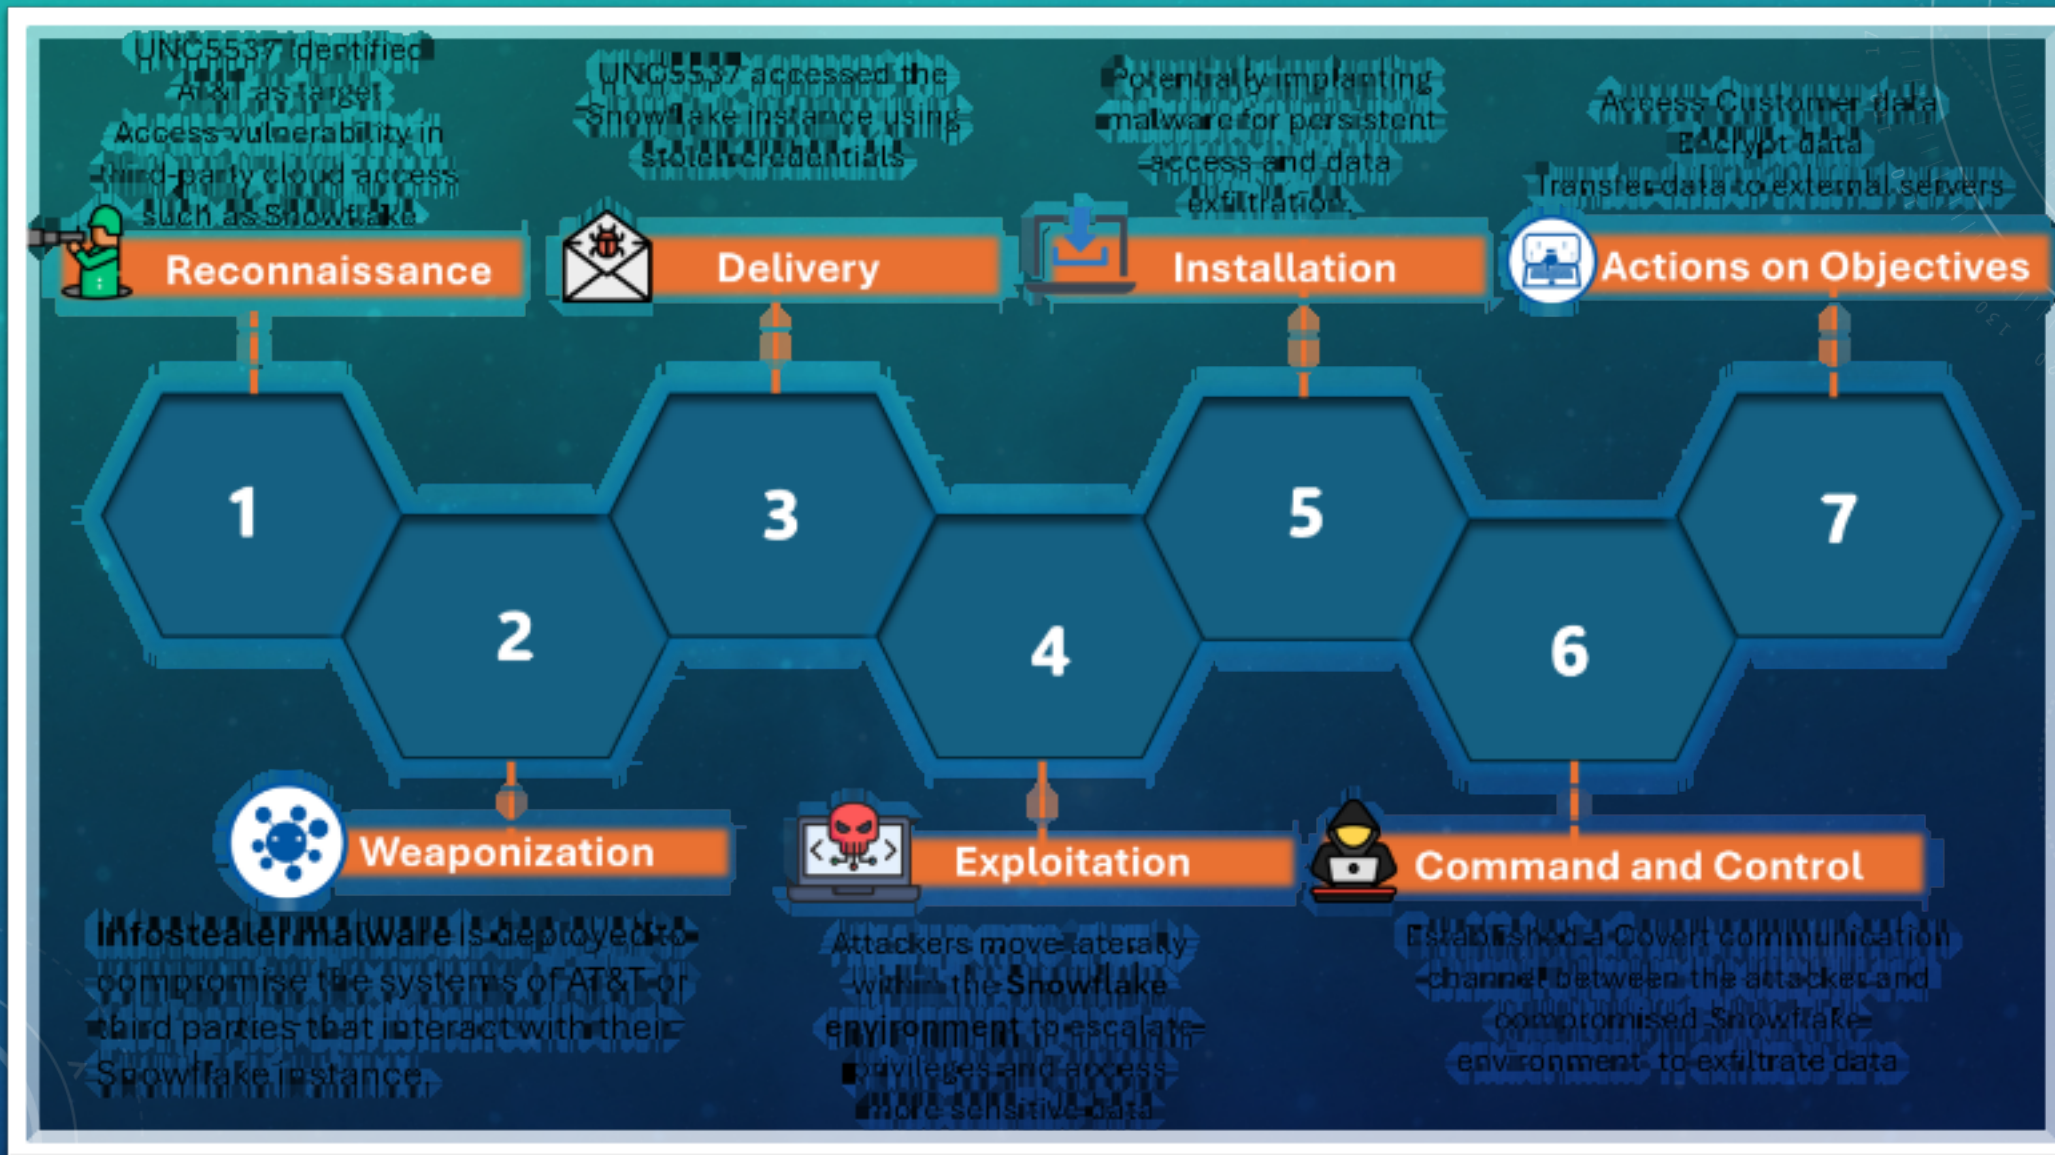 UNC5537 identified
AT&T as target
Access vulnerability in
third-party cloud access
such as Snowflake
Reconnaissance
1
Infostealer malware is deployed to
compromise the systems of AT&T or
third parties that interact with their
Snowflake instance.
Weaponization
2
UNC5537 accessed the
Snowflake instance using
stolen credentials
Delivery
3
Exploitation
4
Attackers move laterally
within the Snowflake
environment to escalate
privileges and access
more sensitive data
Potentially implanting
malware for persistent
access and data
exfiltration.
Installation
5
Command and Control
6
Established a Covert communication
channel between the attacker and
compromised Snowflake
environment to exfiltrate data
Access Customer data
Encrypt data
Transfer data to external servers
Actions on Objectives
7